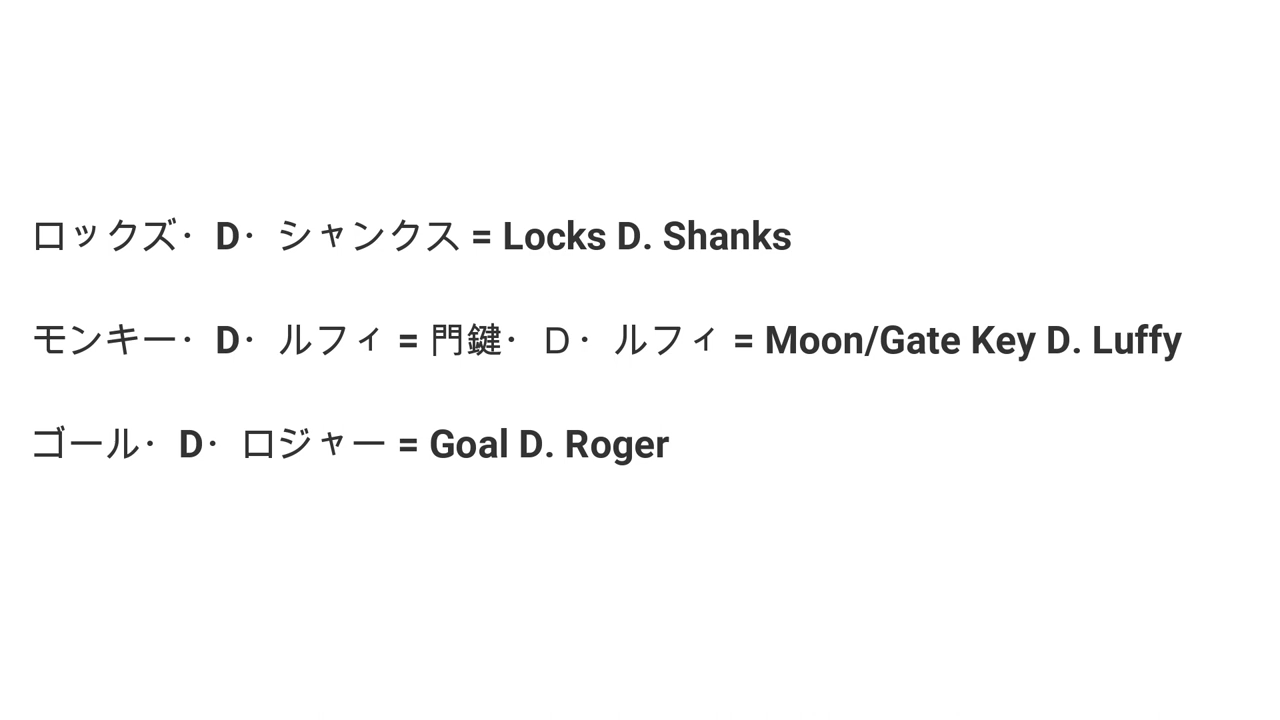 ロックズ· D· シャンクス = Locks D. Shanks
モンキー· D· ルフィ = 門鍵· D· ルフィ = Moon/Gate Key D. Luffy
ゴール· D· ロジャー = Goal D. Roger